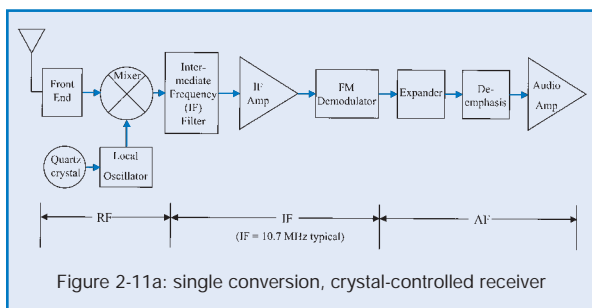 Front
End
Mixer
Inter-
mediate
Frequency
(IF)
Filter
IF
Amp
FM
Demodulator
Expander
De-
emphasis
Audio
Amp
Quartz
crystal
Local
Oscillator
RF
IF
AF
(IF = 10.7 MHz typical)
Figure 2-11a: single conversion, crystal-controlled receiver